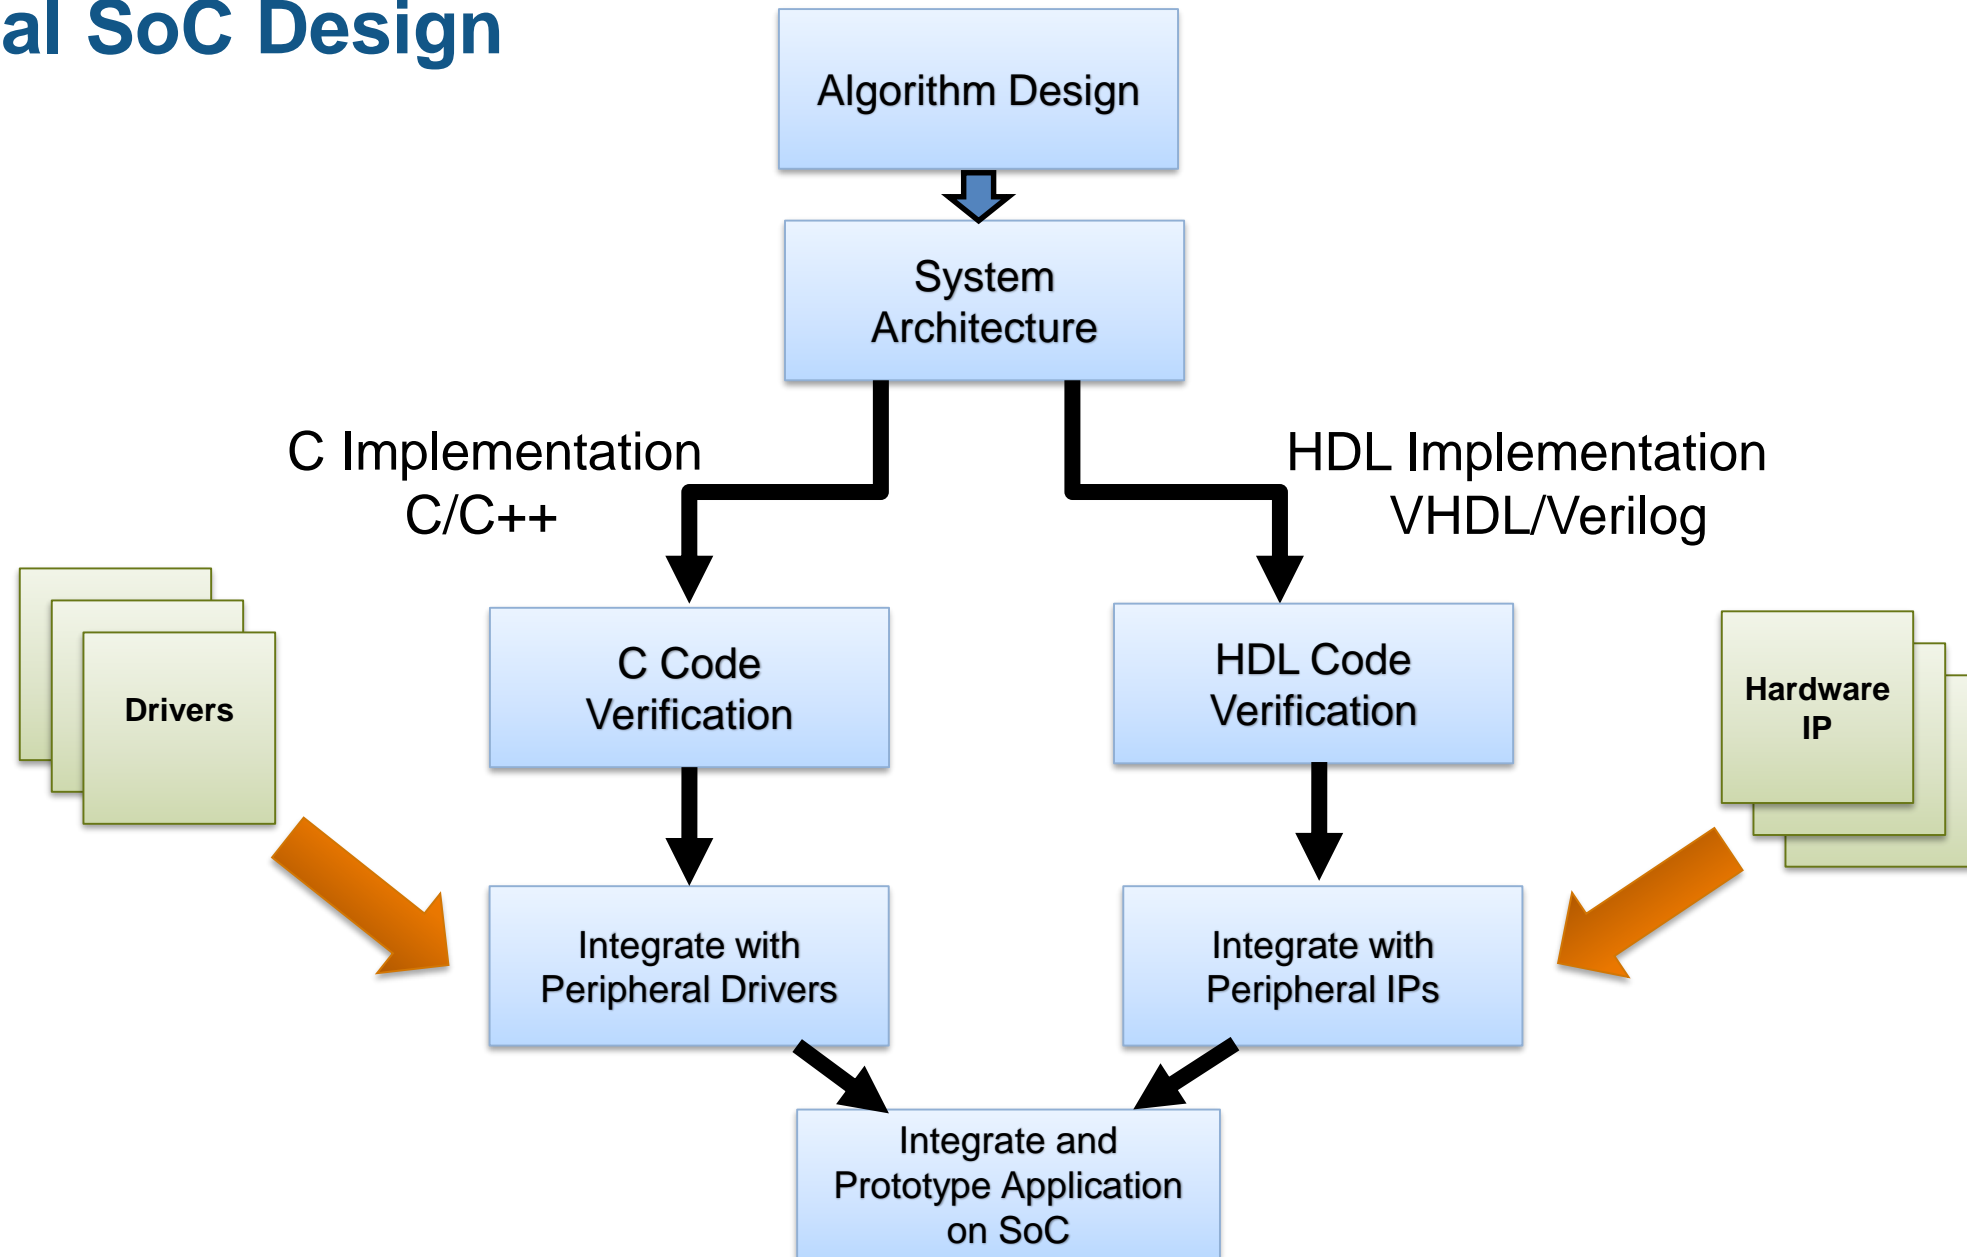 al SoC Design
Algorithm Design
System
Architecture
C Implementation
C/C++
HDL Implementation
VHDL/Verilog
Drivers
C Code
Verification
HDL Code
Verification
Hardware
IP
Integrate with
Peripheral Drivers
Integrate with
Peripheral IPs
Integrate and
Prototype Application
on SoC